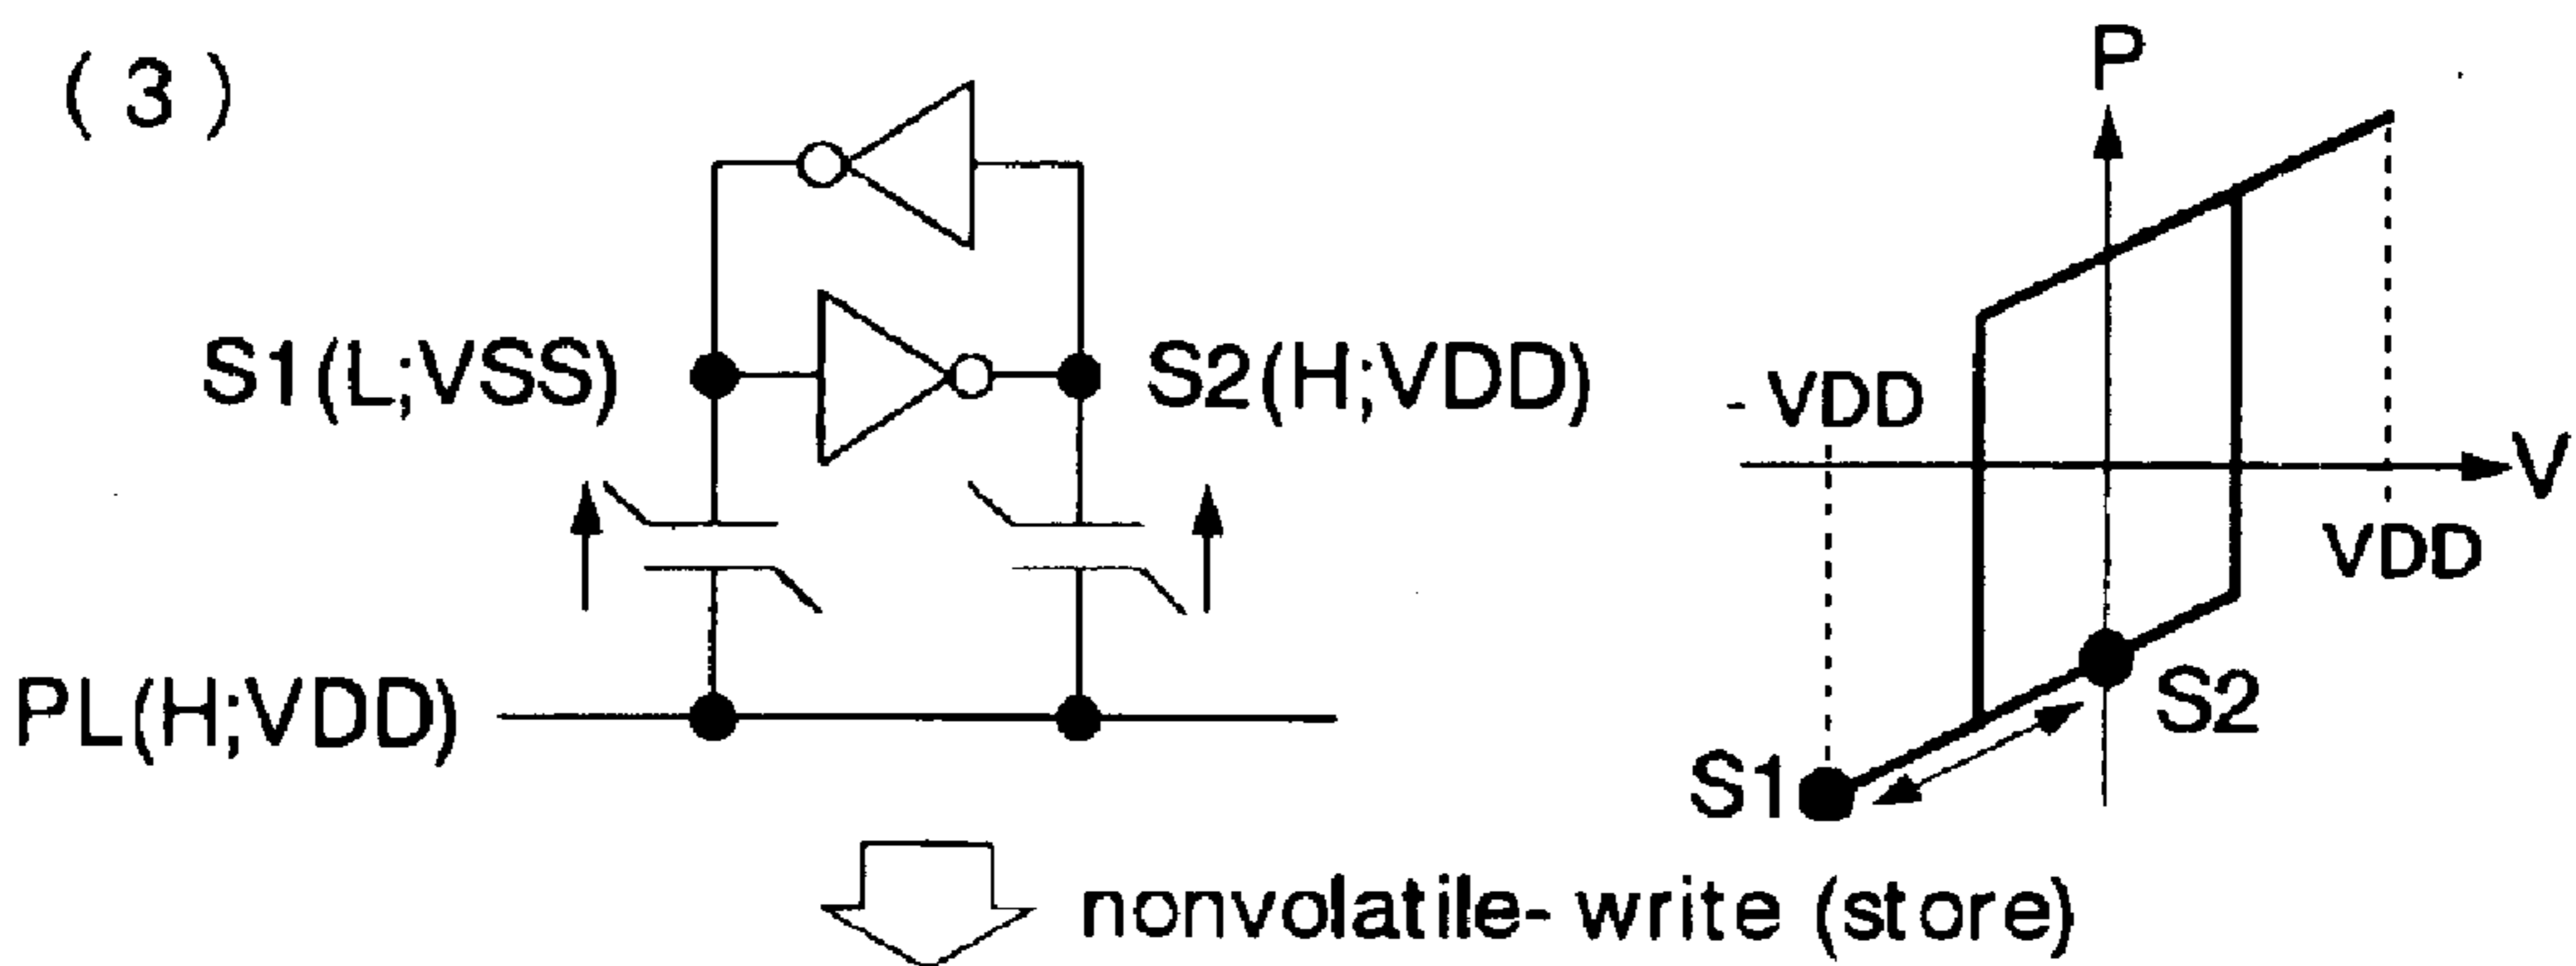 (3)
P
S1(L;VSS)
S2(H;VDD)
- VDD
V
VDD
PL(H;VDD)
S2
S1
nonvolatile- write (store)